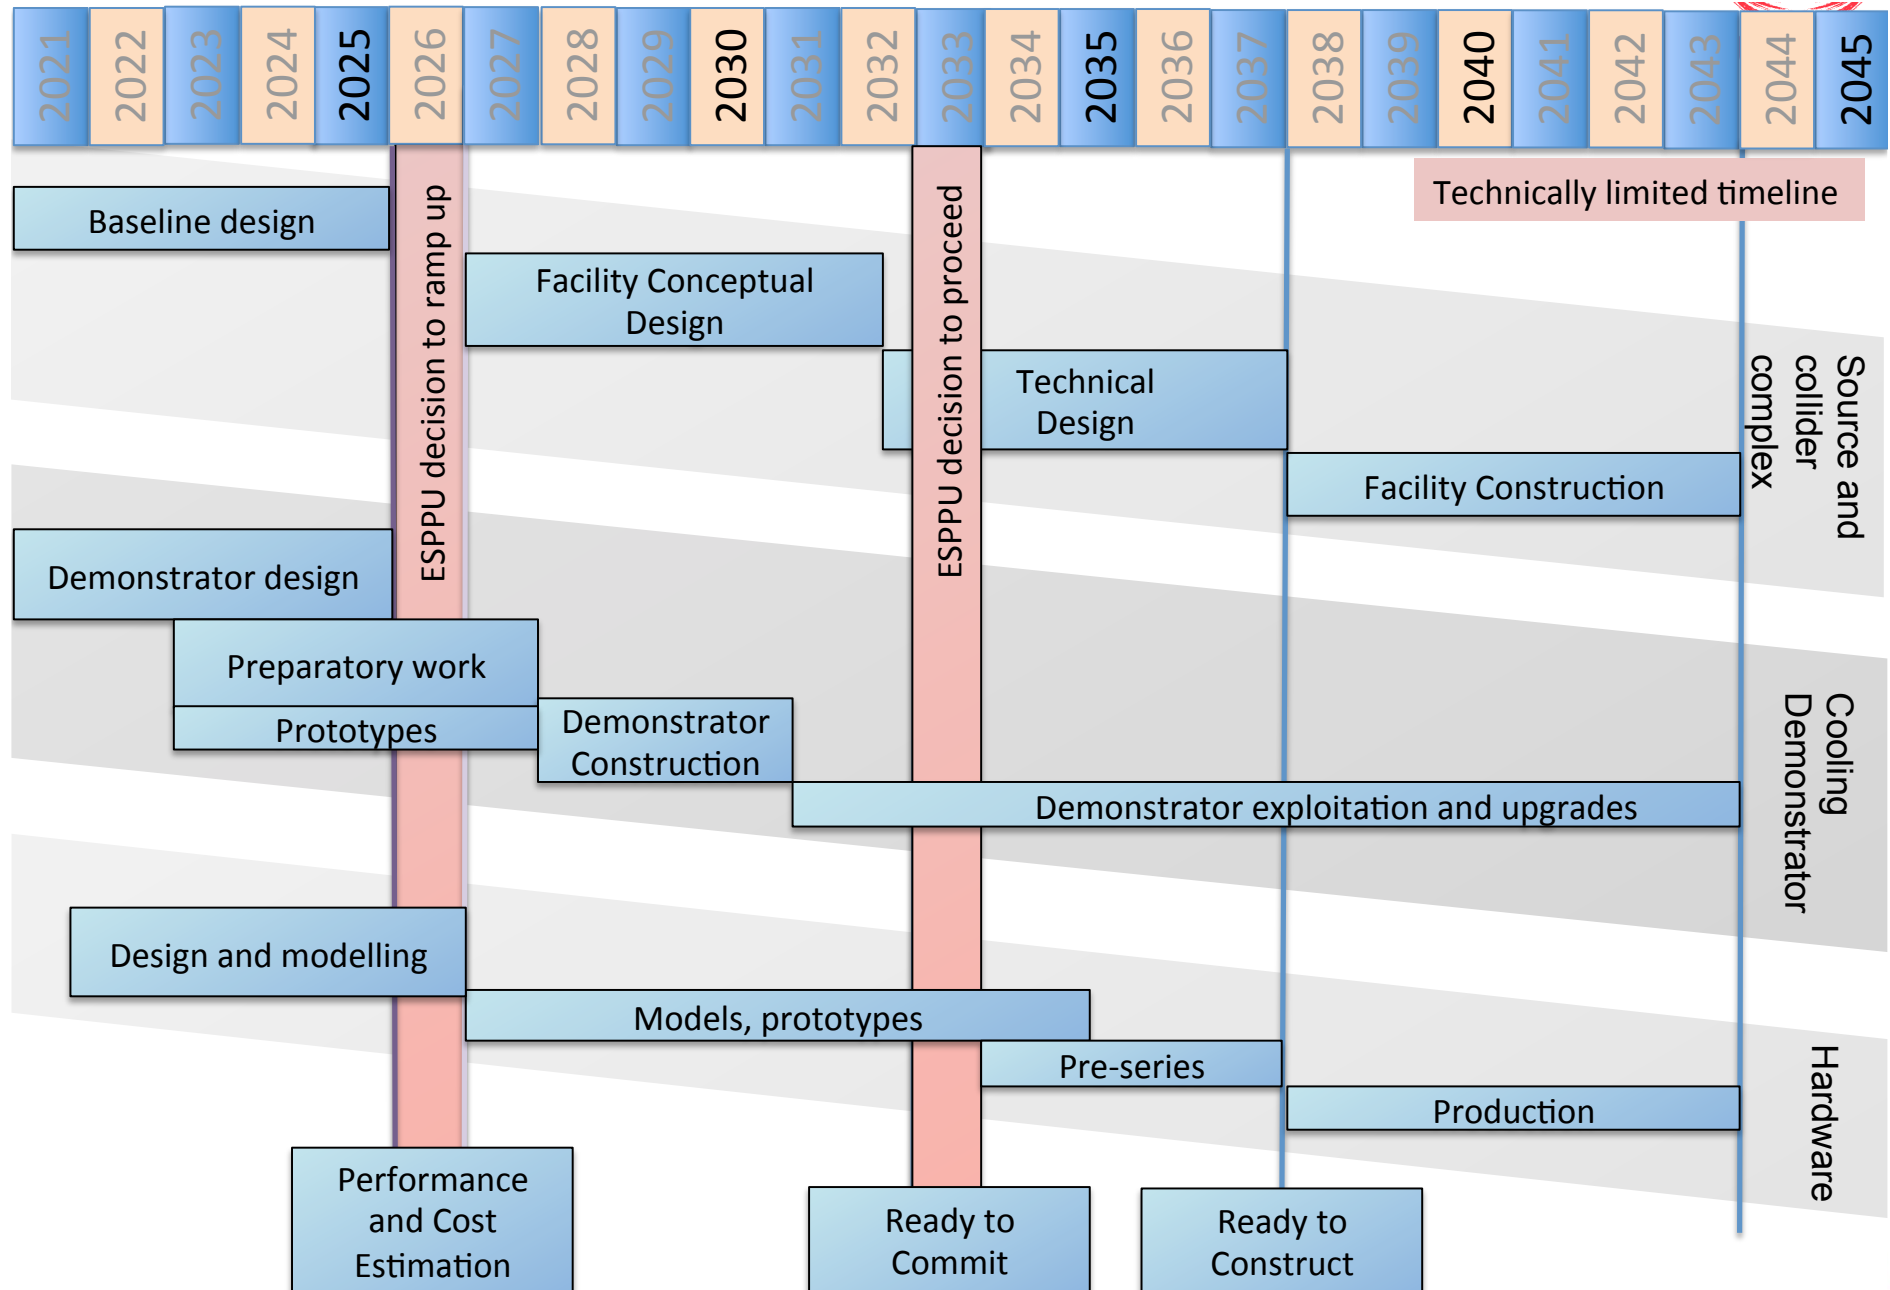 2021
2022
2023
2024
2025
2026
2027
2028
2029
2030
2031
2032
2033
2034
2035
2036
2037
2038
2039
2040
2041
2042
2043
2044
2045
Technically limited timeline
Baseline design
ESPPU decision to ramp up
ESPPU decision to proceed
Facility Conceptual
Design
Technical
Design
Facility Construction
Source and
collider
complex
Demonstrator design
Preparatory work
Prototypes
Demonstrator
Construction
Demonstrator exploitation and upgrades
Cooling
Demonstrator
Design and modelling
Models, prototypes
Pre-series
Production
Hardware
Performance
and Cost
Estimation
Ready to
Commit
Ready to
Construct